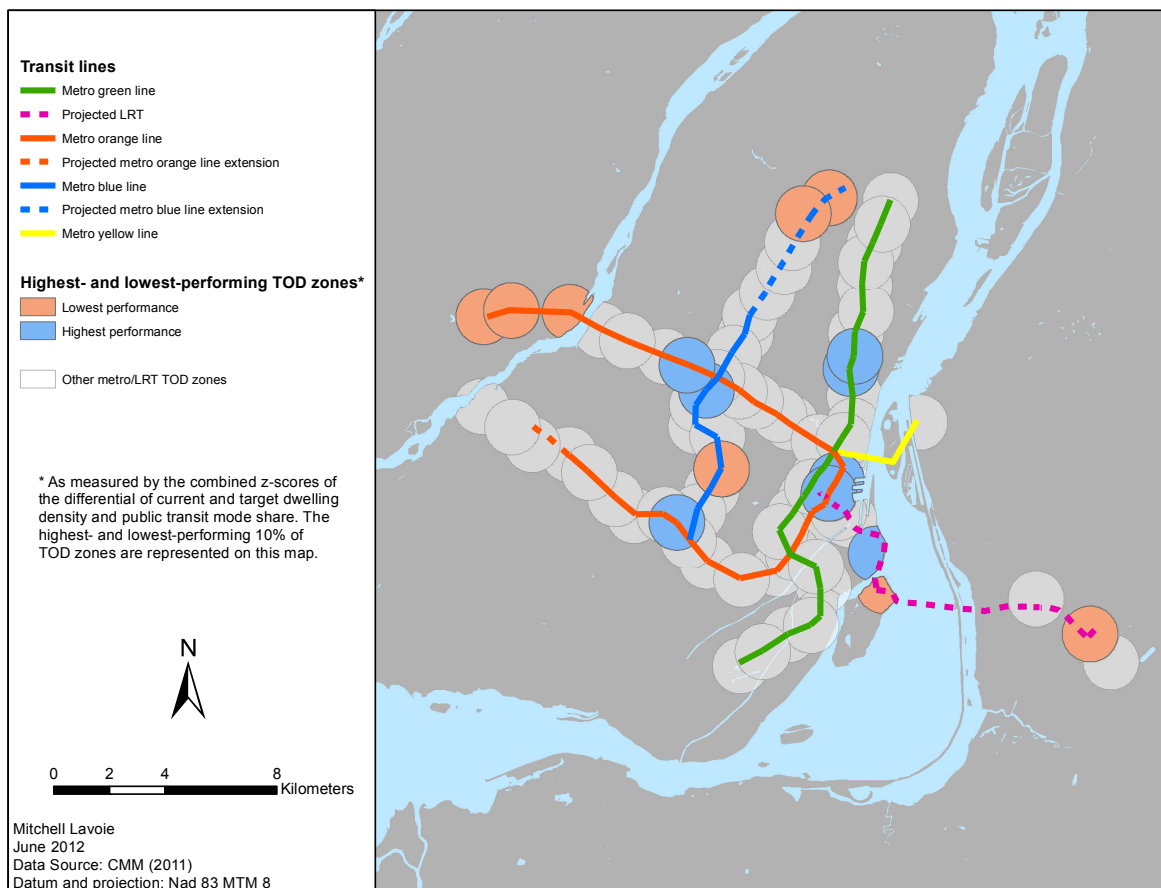 Transit lines
Metro green line
Projected LRT
Metro orange line
Projected metro orange line extension
Metro blue line
Projected metro blue line extension
Metro yellow line
Highest- and lowest-performing TOD zones*
Lowest performance
Highest performance
Other metro/LRT TOD zones
* As measured by the combined z-scores of
the differential of current and target dwelling
density and public transit mode share. The
highest- and lowest-performing 10% of
TOD zones are represented on this map.
N
0 2 4 8
Kilometers
Mitchell Lavoie
June 2012
Data Source: CMM (2011)
Datum and projection: Nad 83 MTM 8